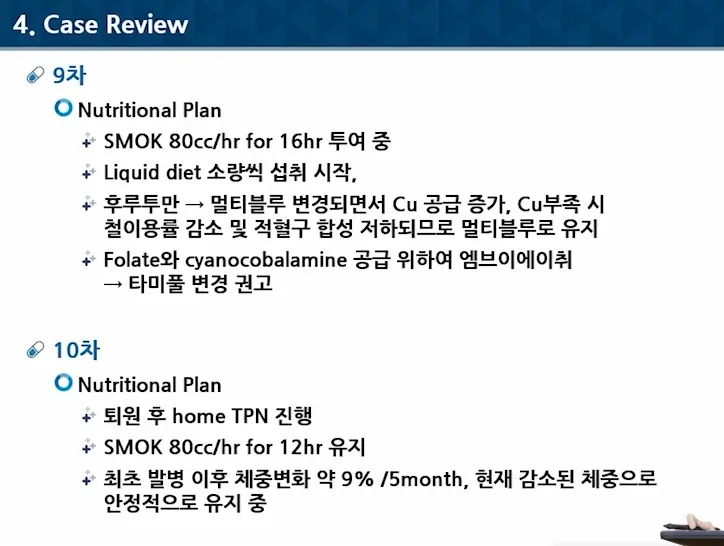 4. Case Review
9차
Nutritional Plan
SMOK 80cc/hr for 16hr 투여 중
Liquid diet 소량씩 섭취 시작,
후루투만 → 멀티블루 변경되면서 Cu 공급 증가, Cu부족 시
철이용률 감소 및 적혈구 합성 저하되므로 멀티블루로 유지
Folate와 cyanocobalamine 공급 위하여 엠브이에이취
→ 타미풀 변경 권고
10차
Nutritional Plan
퇴원 후 home TPN 진행
SMOK 80cc/hr for 12hr 유지
최초 발병 이후 체중변화 약 9% /5month, 현재 감소된 체중으로
안정적으로 유지 중